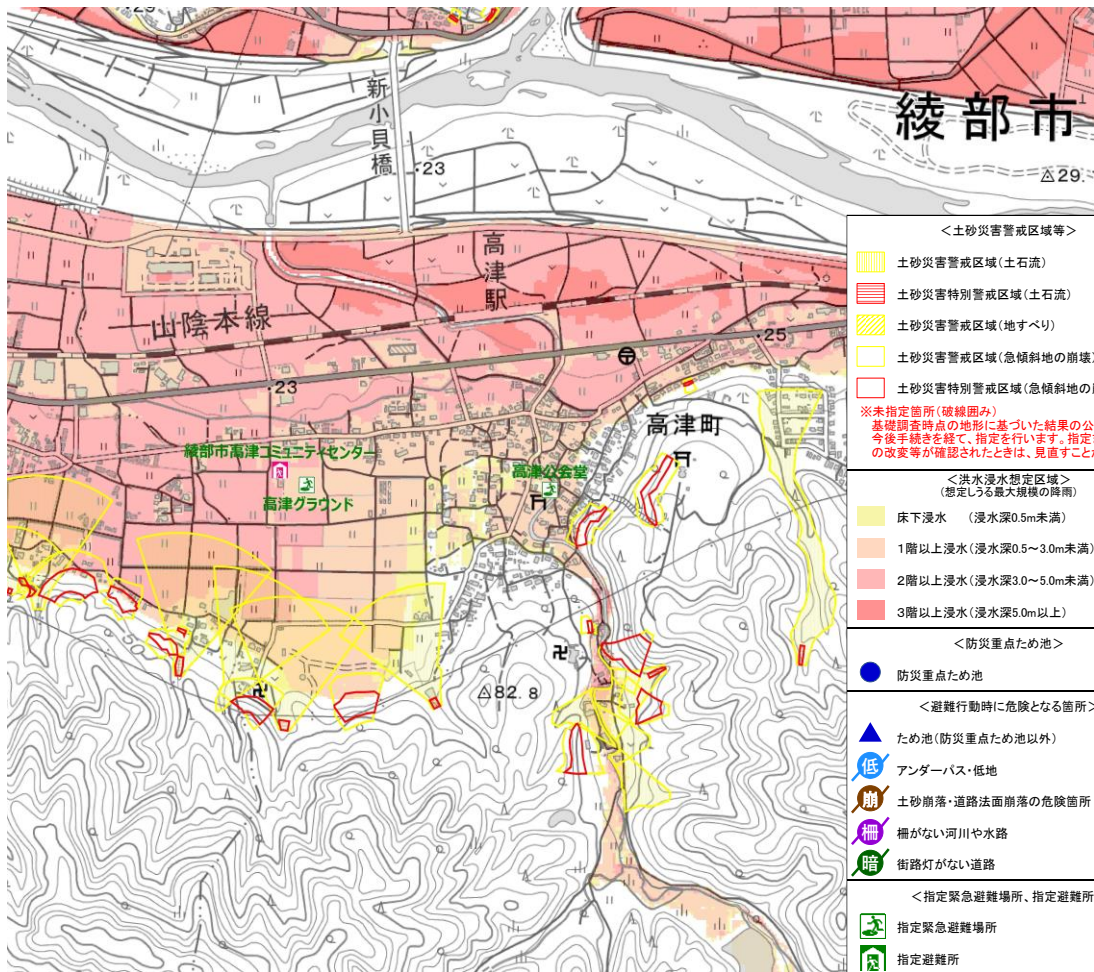 新小貝橋
綾部市
・23
△29.
高津駅
山陰本線
・25
・23
高津町
綾部市高津コミュニティセンター
高津グラウンド
高津公会堂
50
△82.8
＜土砂災害警戒区域等＞
土砂災害警戒区域(土石流)
土砂災害特別警戒区域(土石流)
土砂災害警戒区域(地すべり)
土砂災害警戒区域(急傾斜地の崩壊)
土砂災害特別警戒区域(急傾斜地の
※未指定箇所(破線囲み)
基礎調査時点の地形に基づいた結果の公
今後手続きを経て、指定を行います。指定
の改変等が確認されたときは、見直すことが
＜洪水浸水想定区域＞
(想定しうる最大規模の降雨)
床下浸水　(浸水深0.5m未満)
1階以上浸水(浸水深0.5～3.0m未満)
2階以上浸水(浸水深3.0～5.0m未満)
3階以上浸水(浸水深5.0m以上)
＜防災重点ため池＞
防災重点ため池
＜避難行動時に危険となる箇所＞
ため池(防災重点ため池以外)
低 アンダーパス・低地
崩 土砂崩落・道路法面崩落の危険箇所
柵 柵がない河川や水路
暗 街路灯がない道路
＜指定緊急避難場所、指定避難所
指定緊急避難場所
指定避難所